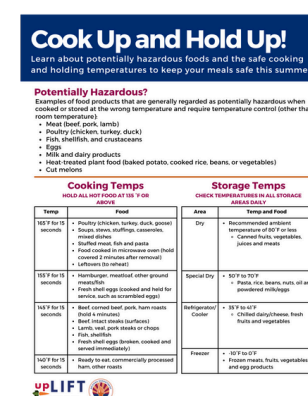 Cook Up and Hold Up!
Learn about potentially hazardous foods and the safe cooking
and holding temperatures to keep your meals safe this summe
Potentially Hazardous?
Examples of food products that are generally regarded as potentially hazardous when
cooked or stored at the wrong temperature and require temperature control (other tha
room temperature):
• Meat (beef, pork, lamb)
• Poultry (chicken, turkey, duck)
• Fish, shellfish, and crustaceans
• Eggs
• Milk and dairy products
• Heat-treated plant food (baked potato, cooked rice, beans, or vegetables)
• Cut melons
Cooking Temps
HOLD ALL HOT FOOD AT 135 °F OR
ABOVE
Temp Food
165°F for 15
seconds
• Poultry (chicken, turkey, duck, goose)
• Soups, stews, stuffings, casseroles,
mixed dishes
• Stuffed meat, fish and pasta
• Food cooked in microwave oven (hold
covered 2 minutes after removal)
• Leftovers (to reheat)
155°F for 15
seconds
• Hamburger, meatloaf, other ground
meats/fish
• Fresh shell eggs (cooked and held for
service, such as scrambled eggs)
145°F for 15
seconds
• Beef, corned beef, pork, ham roasts
(hold 4 minutes)
• Beef, intact steaks (surfaces)
• Lamb, veal, pork steaks or chops
• Fish, shellfish
• Fresh shell eggs (broken, cooked and
served immediately)
140°F for 15
seconds
• Ready to eat, commercially processed
ham, other roasts
Storage Temps
CHECK TEMPERATURES IN ALL STORAGE
AREAS DAILY
Area Temp and Food
Dry
• Recommended ambient
temperature of 80°F or less
• Canned fruits, vegetables,
juices and meats
Special Dry
• 50°F to 70°F
• Pasta, rice, beans, nuts, oil an
powdered milk/eggs
Refrigerator/
Cooler
• 35°F to 41°F
• Chilled dairy/cheese, fresh
fruits and vegetables
Freezer
• -10°F to 0°F
• Frozen meats, fruits, vegetables
and egg products
UPLIFT